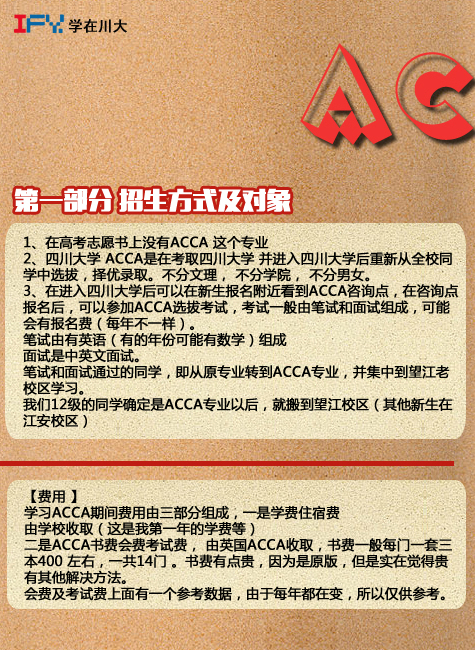 IFY. 学在川大
AC
第一部分 招生方式及对象
1、在高考志愿书上没有ACCA 这个专业
2、四川大学 ACCA是在考取四川大学 并进入四川大学后重新从全校同
学中选拔，择优录取。不分文理， 不分学院， 不分男女。
3、在进入四川大学后可以在新生报名附近看到ACCA咨询点，在咨询点
报名后，可以参加ACCA选拔考试，考试一般由笔试和面试组成，可能
会有报名费（每年不一样）。
笔试由有英语（有的年份可能有数学）组成
面试是中英文面试。
笔试和面试通过的同学，即从原专业转到ACCA专业，并集中到望江老
校区学习。
我们12级的同学确定是ACCA专业以后，就搬到望江校区（其他新生在
江安校区）
【费用 】
学习ACCA期间费用由三部分组成，一是学费住宿费
由学校收取（这是我第一年的学费等）
二是ACCA书费会费考试费， 由英国ACCA收取，书费一般每门一套三
本400 左右，一共14门 。书费有点贵，因为是原版，但是实在觉得贵
有其他解决方法。
会费及考试费上面有一个参考数据，由于每年都在变，所以仅供参考。